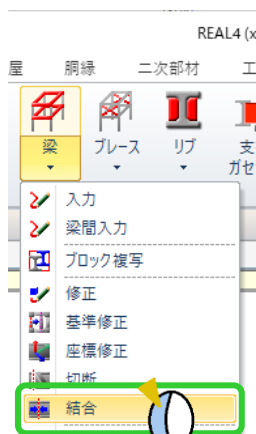 REAL4 (x
屋 胴縁 二次部材 工
梁 ブレース リブ 支
ガセ
入力
梁間入力
ブロック複写
修正
基準修正
座標修正
切断
結合